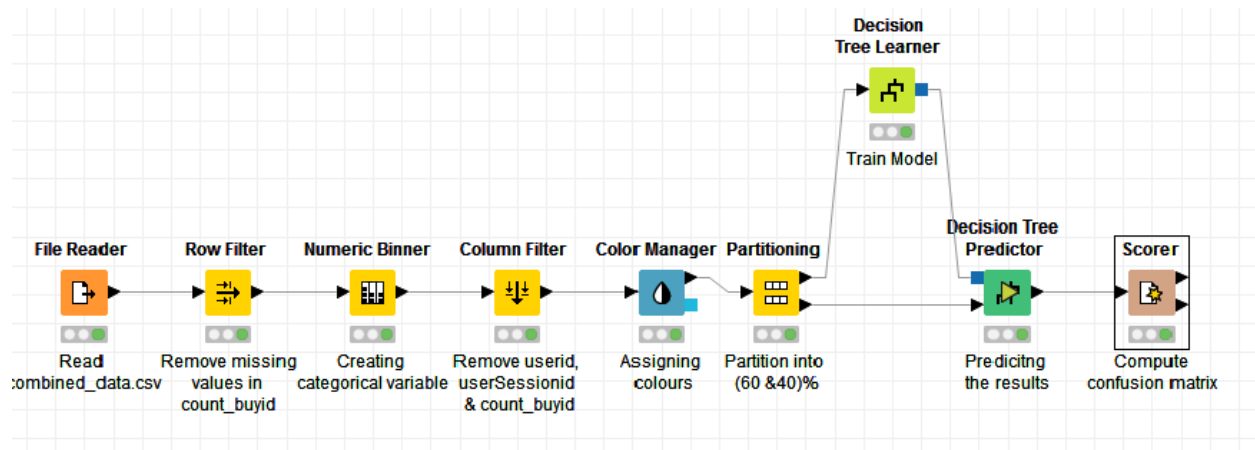 Decision
Tree Learner
Train Model
File Reader
Read
combined_data.csv
Row Filter
Remove missing
values in
count_buyid
Numeric Binner
Creating
categorical variable
Column Filter
Remove userid,
userSessionid
& count_buyid
Color Manager
Assigning
colours
Partitioning
Partition into
(60 &40)%
Decision Tree
Predictor
Predicitng
the results
Scorer
Compute
confusion matrix